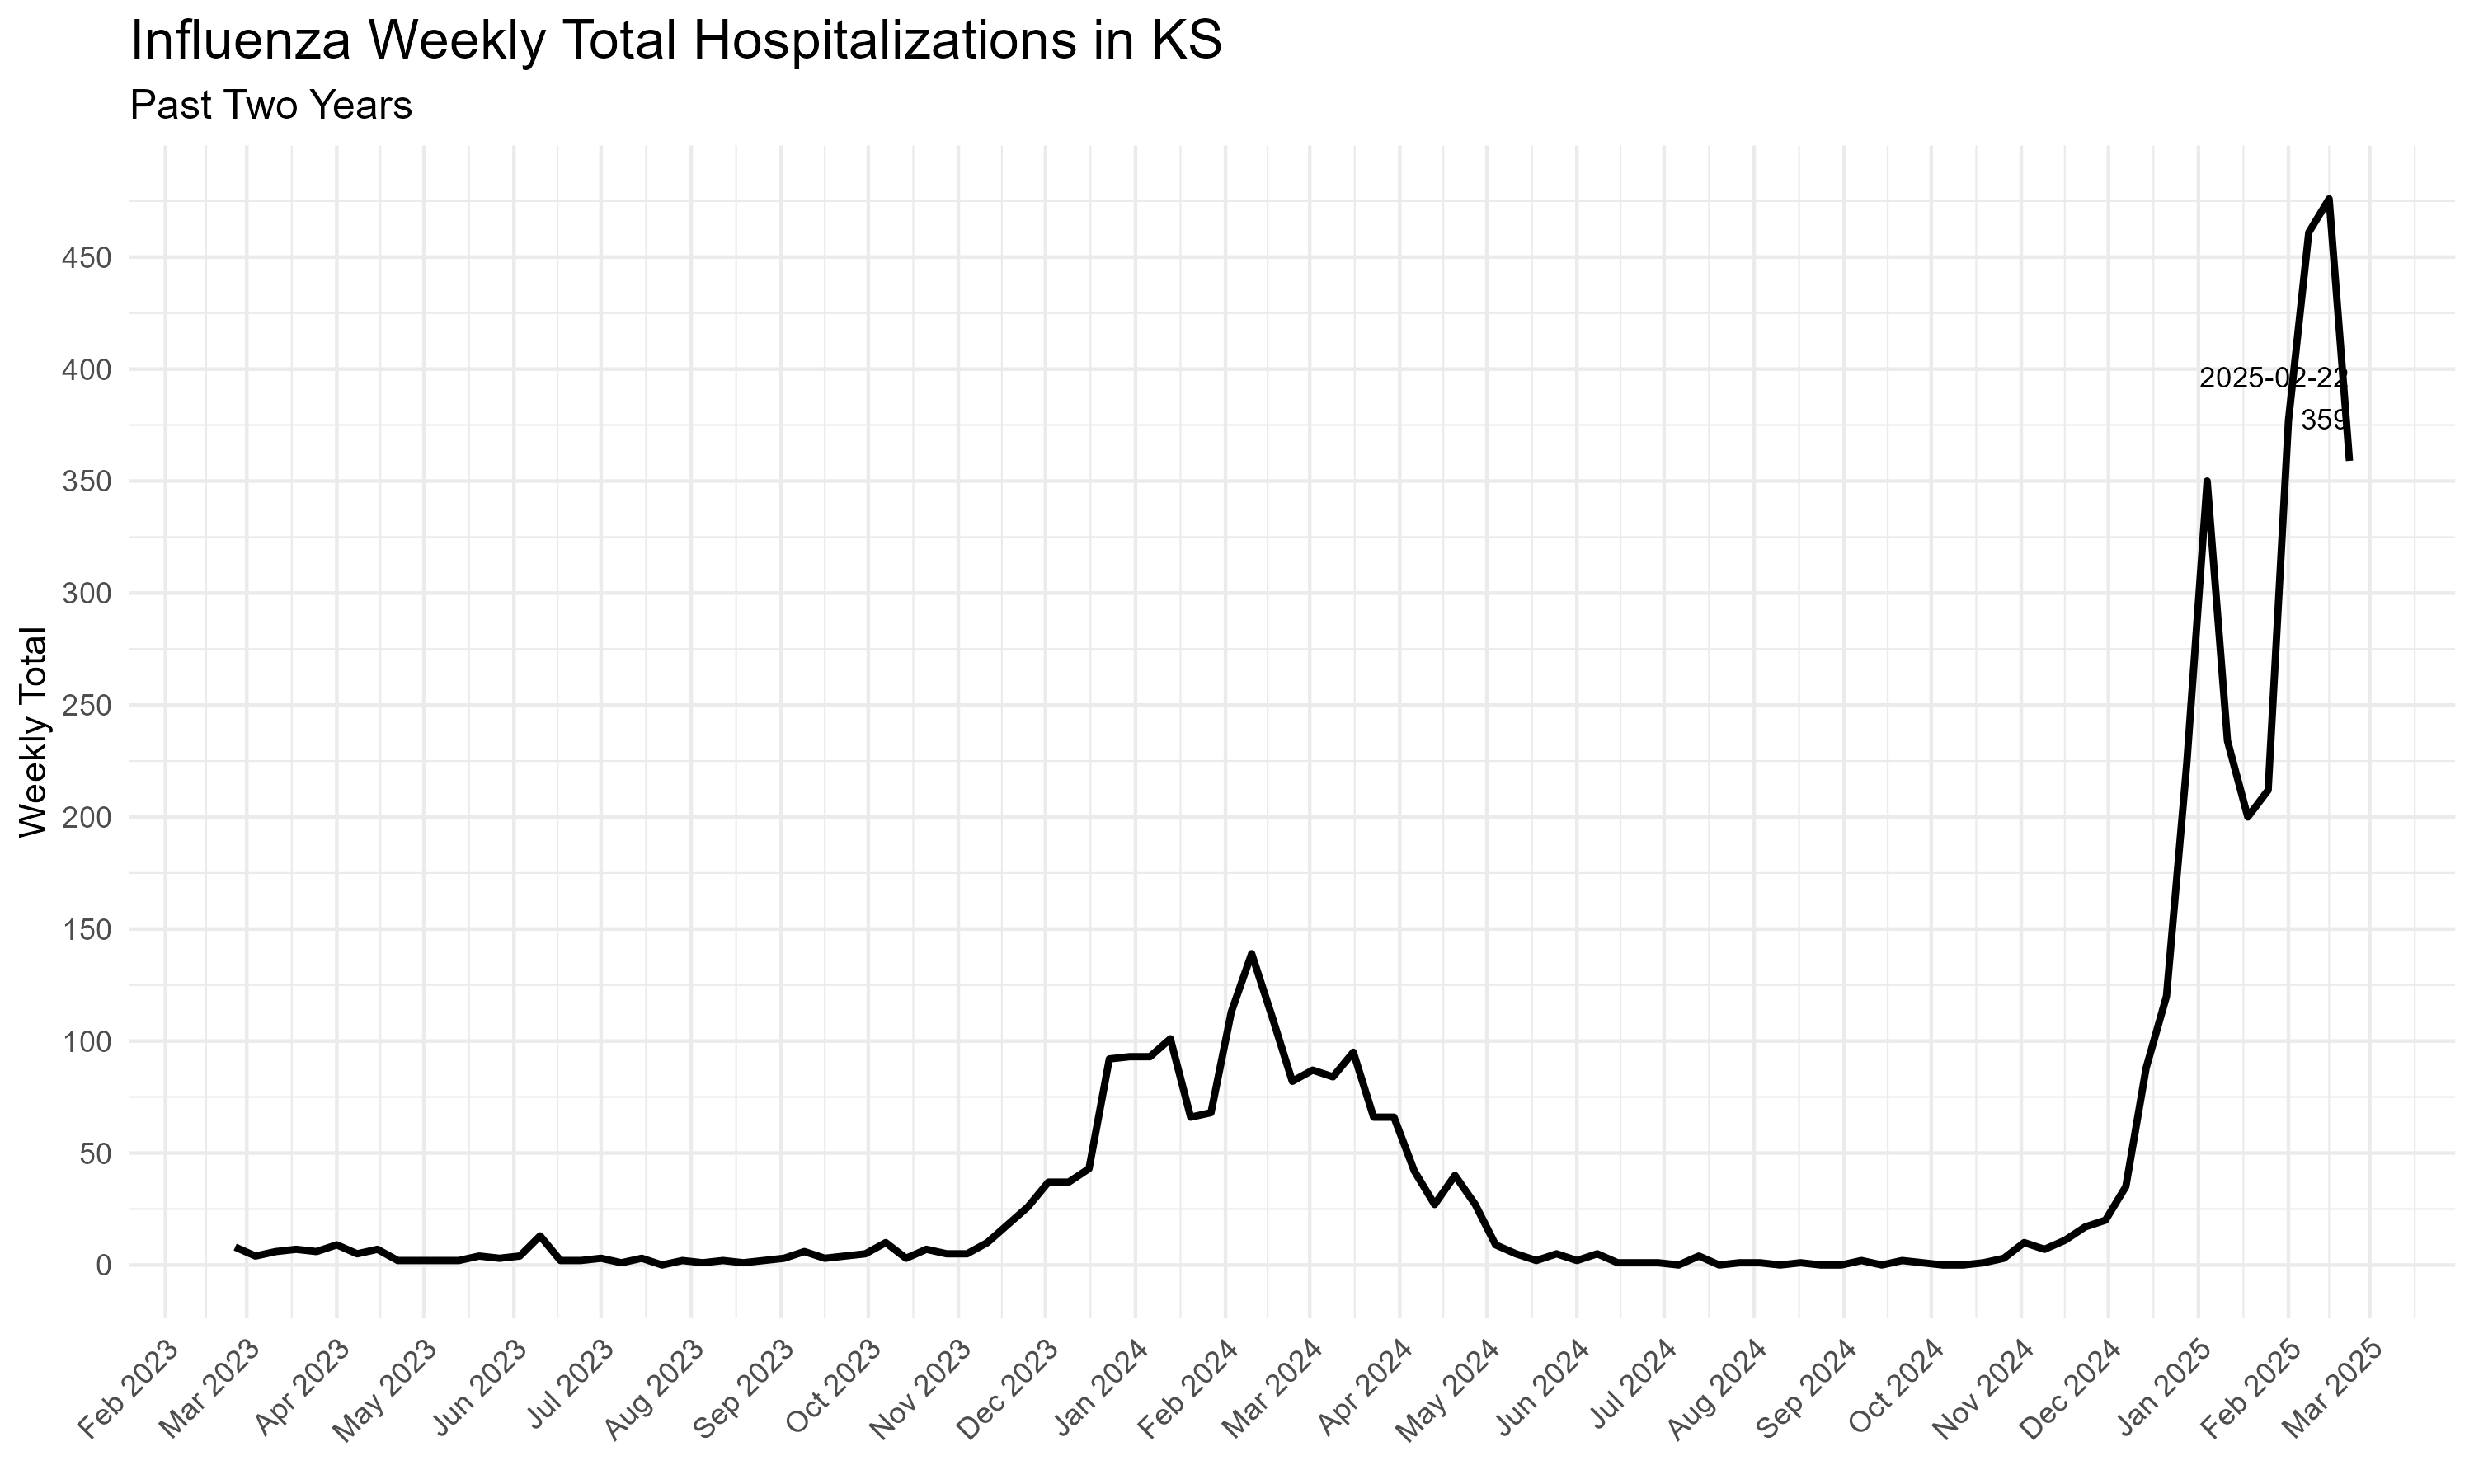 Influenza Weekly Total Hospitalizations in KS
Past Two Years
Weekly Total
450
400
350
300
250
200
150
100
50
0
2025-02-22
359
Feb 2023
Mar 2023
Apr 2023
May 2023
Jun 2023
Jul 2023
Aug 2023
Sep 2023
Oct 2023
Nov 2023
Dec 2023
Jan 2024
Feb 2024
Mar 2024
Apr 2024
May 2024
Jun 2024
Jul 2024
Aug 2024
Sep 2024
Oct 2024
Nov 2024
Dec 2024
Jan 2025
Feb 2025
Mar 2025